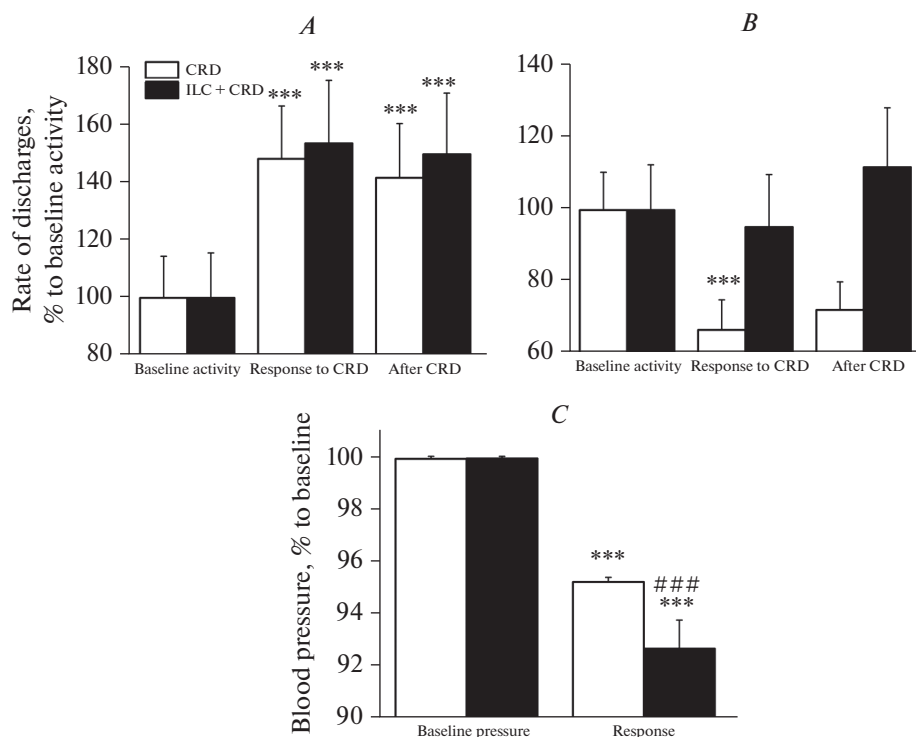 A
Rate of discharges,
% to baseline activity
180
160
140
120
100
80
CRD
ILC + CRD
***
***
***
***
Baseline activity Response to CRD After CRD
B
140
120
100
80
60
***
Baseline activity Response to CRD After CRD
C
Blood pressure, % to baseline
100
98
96
94
92
90
***
###
***
Baseline pressure Response